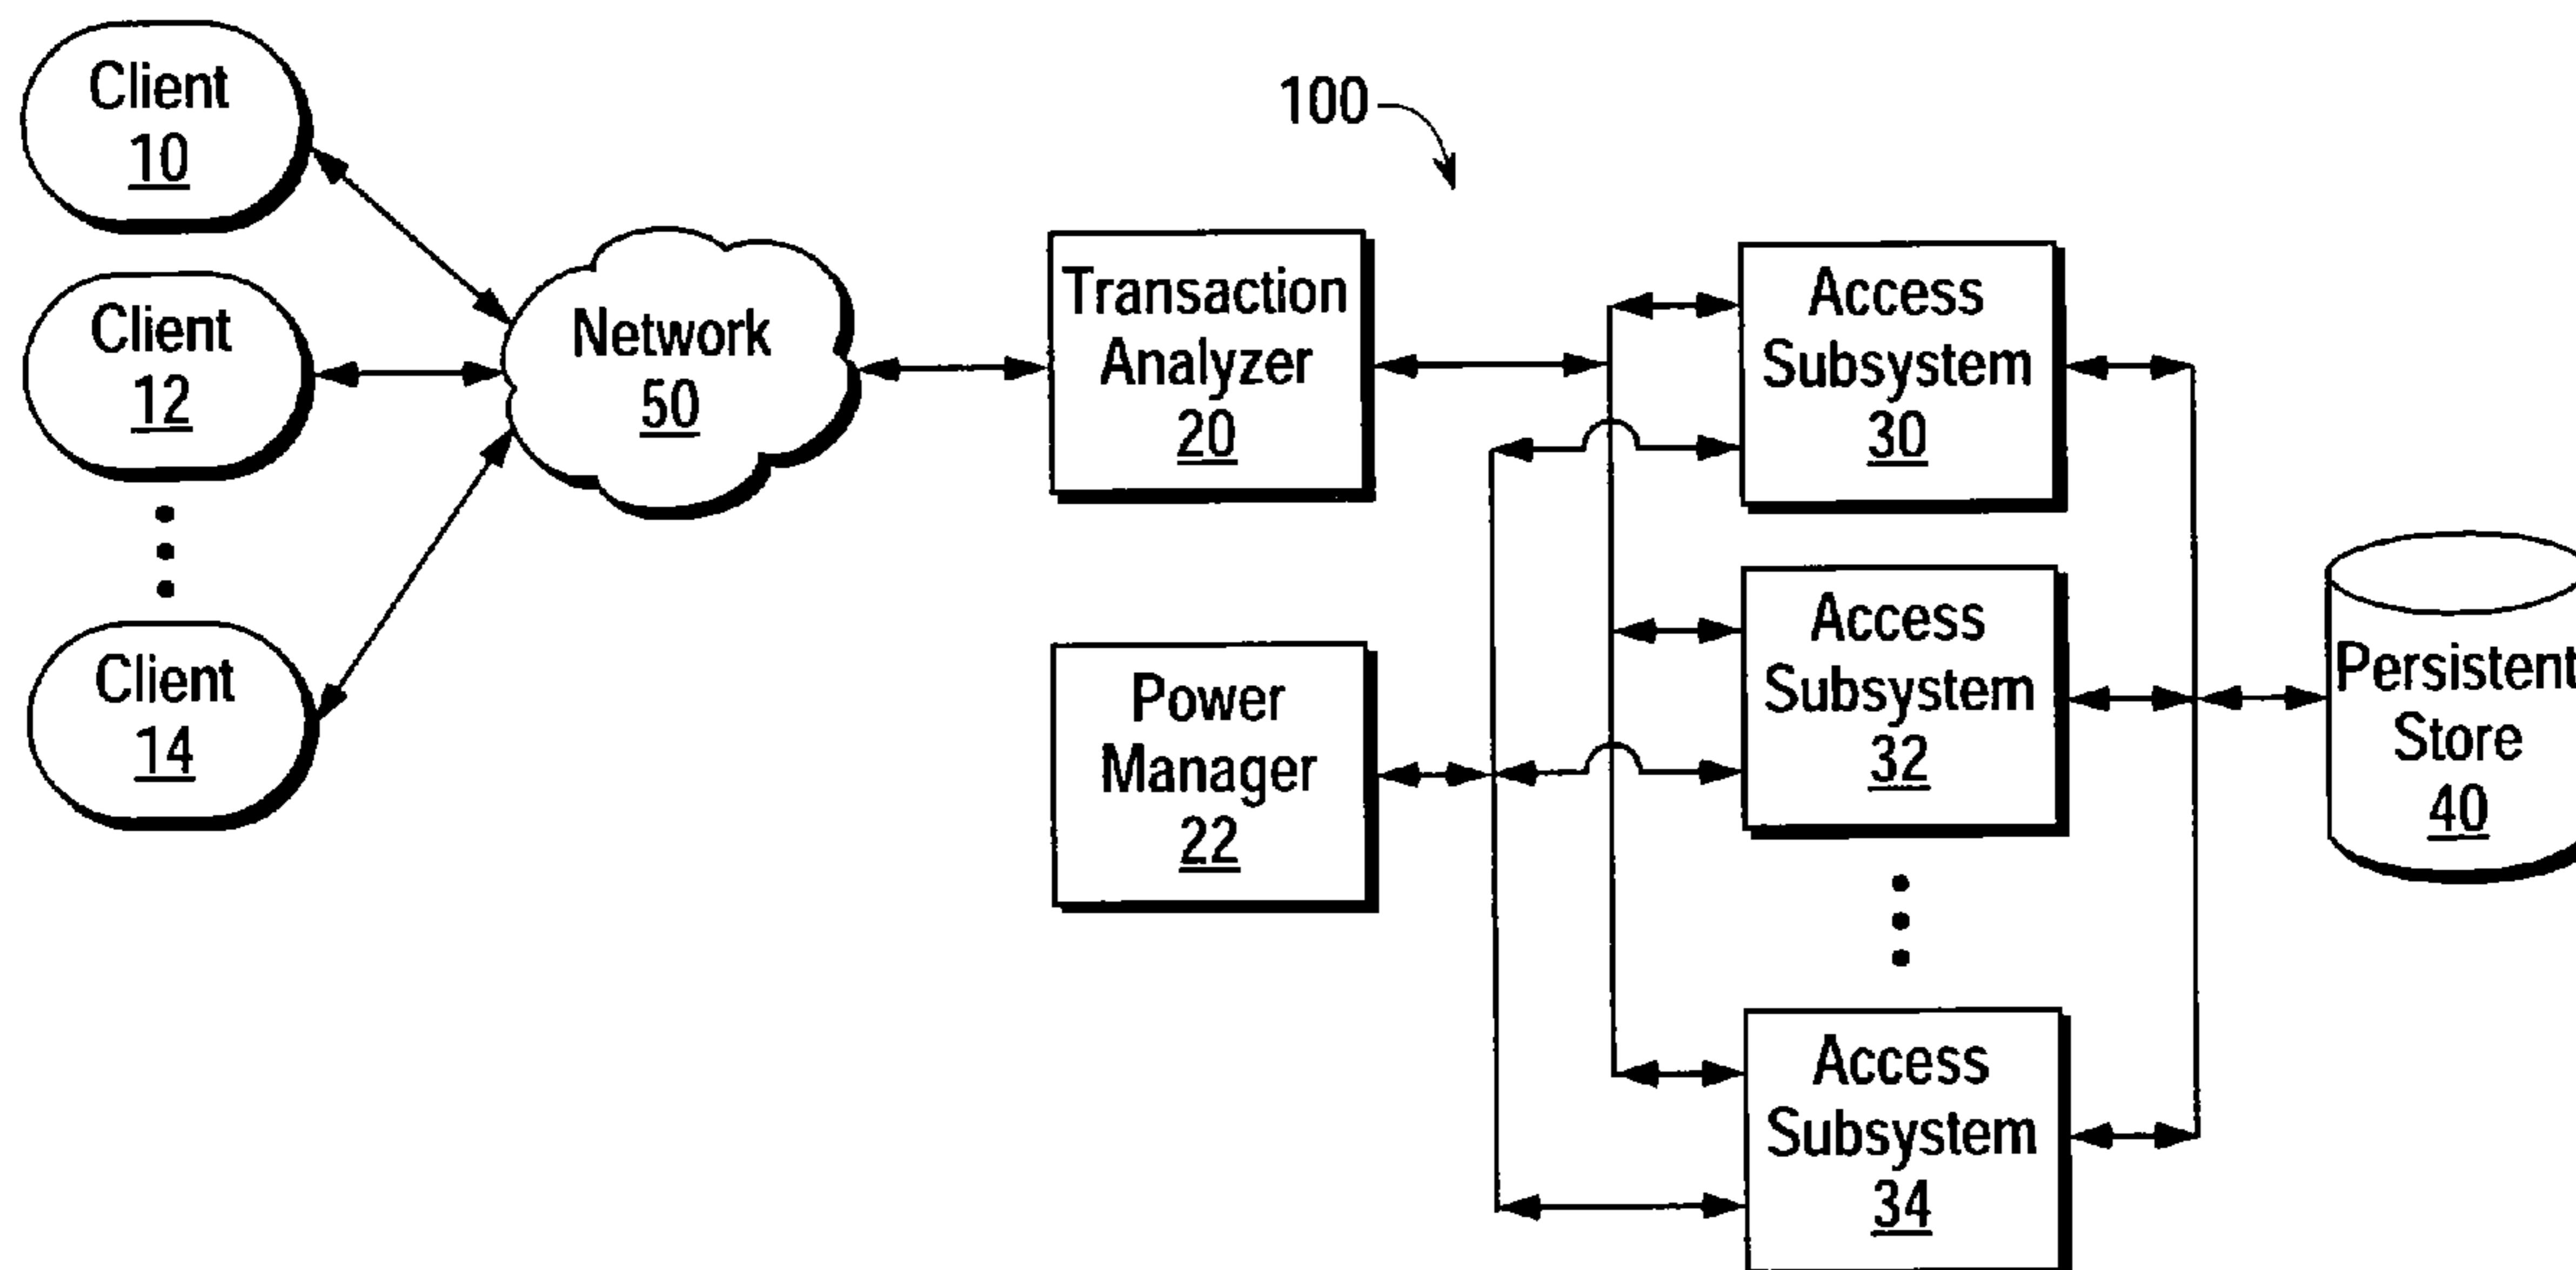 Client
10
Client
12
Client
14
Network
50
100
Transaction
Analyzer
20
Power
Manager
22
Access
Subsystem
30
Access
Subsystem
32
Access
Subsystem
34
Persistent
Store
40